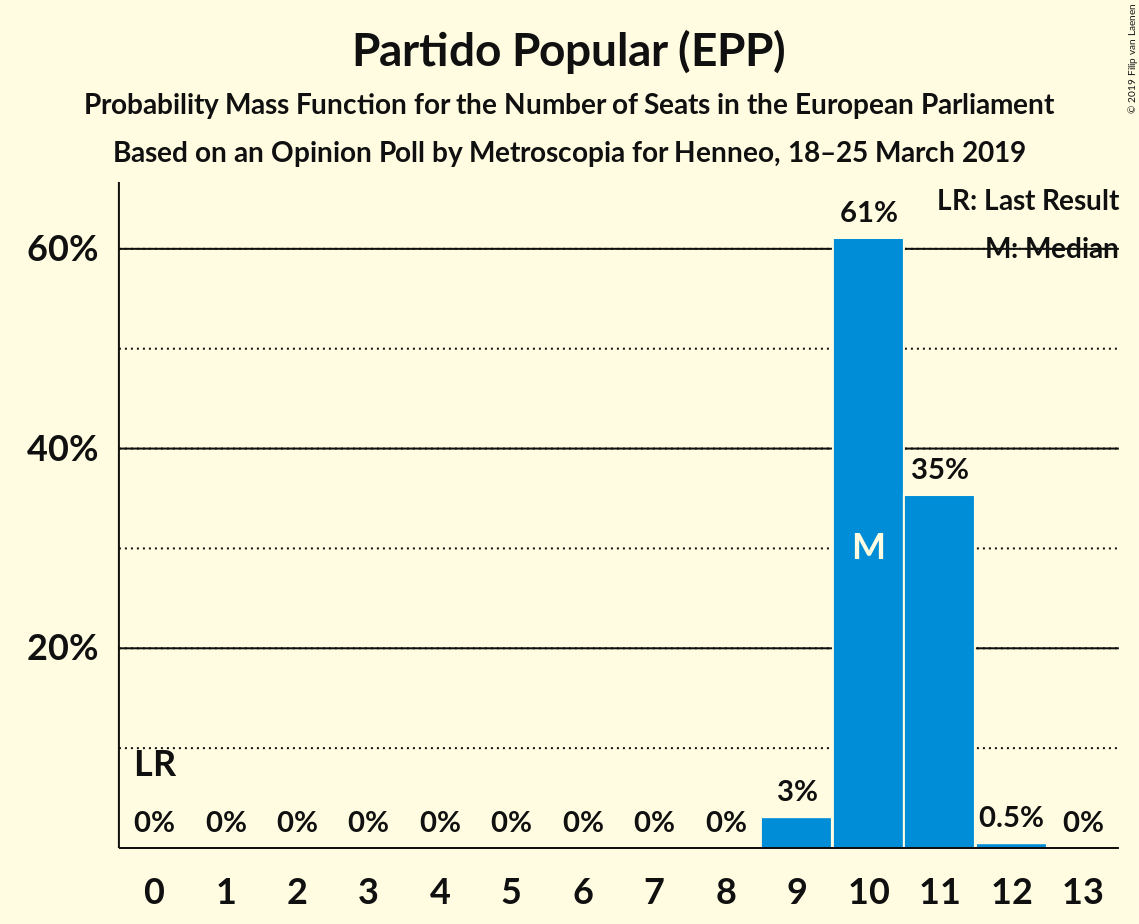 Partido Popular (EPP)
Probability Mass Function for the Number of Seats in the European Parliament
Based on an Opinion Poll by Metroscopia for Henneo, 18–25 March 2019
© 2019 Filip van Laenen
LR: Last Result
M: Median
61%
60%
40%
35%
M
20%
LR
0% 0% 0% 0% 0% 0% 0% 0% 0% 3% 0.5% 0%
0 1 2 3 4 5 6 7 8 9 10 11 12 13